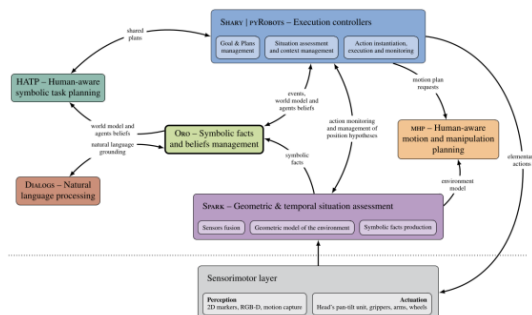 SHARY | PYROBOTS – Execution controllers
Goal & Plans
management
Situation assessment
and context management
Action instantiation,
execution and monitoring
shared
plans
HATP – Human-aware
symbolic task planning
motion plan
requests
events,
world model and
agents beliefs
world model and
agents beliefs
natural language
grounding
ORO – Symbolic facts
and beliefs management
action monitoring
and management of
position hypotheses
MHP – Human-aware
motion and manipulation
planning
symbolic
facts
elementary
actions
DIALOGS – Natural
language processing
environment
model
SPARK – Geometric & temporal situation assessment
Sensors fusion
Geometric model of the environment
Symbolic facts production
Sensorimotor layer
Perception
2D markers, RGB-D, motion capture
Actuation
Head's pan-tilt unit, grippers, arms, wheels